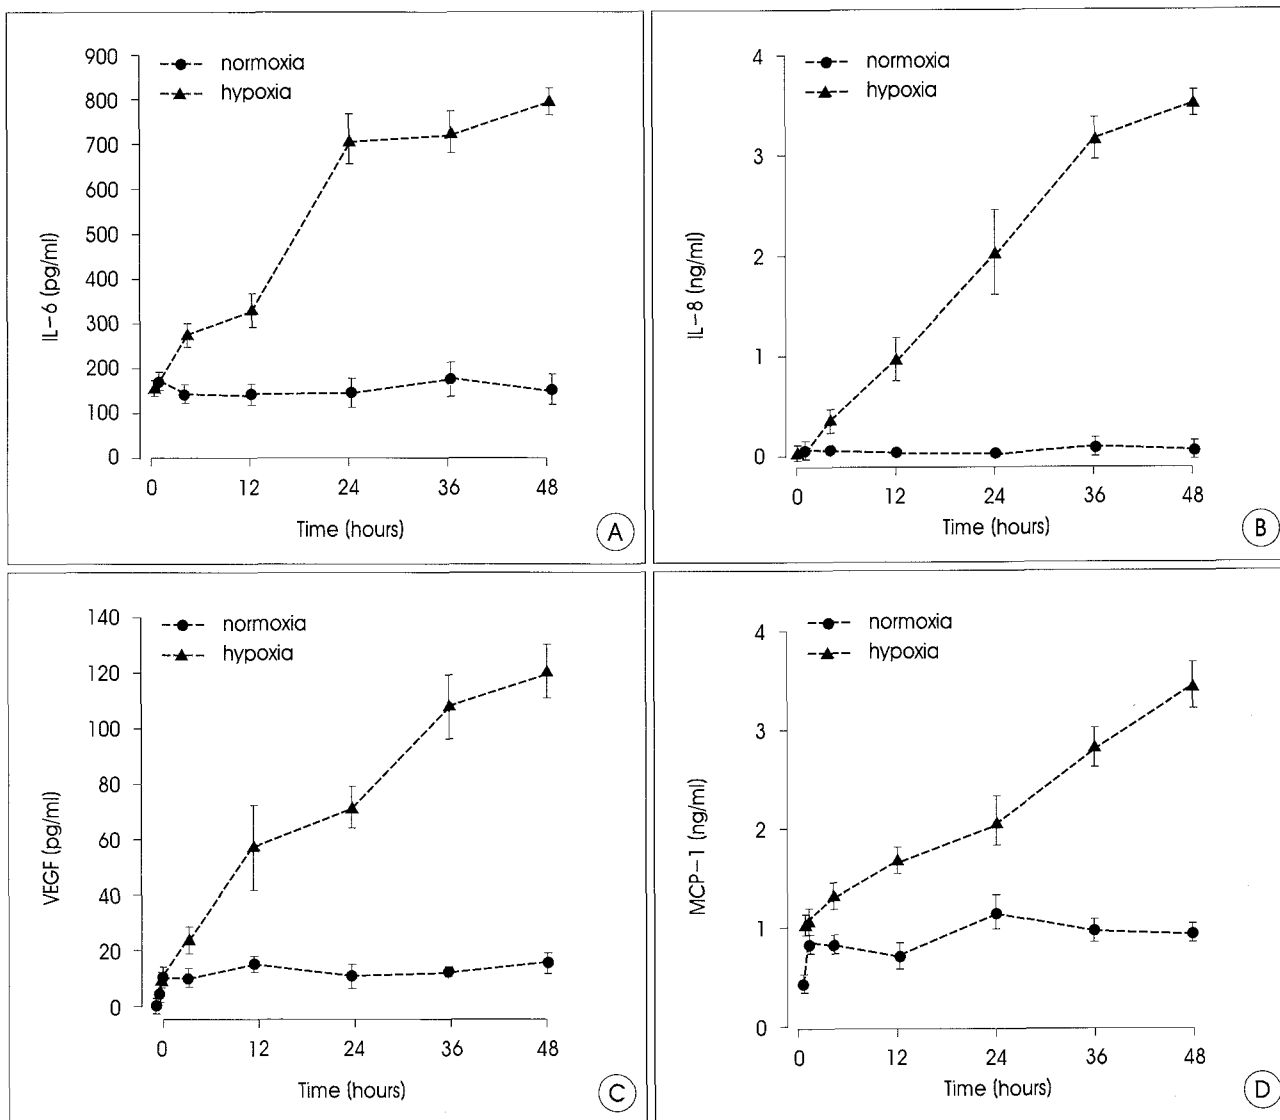 900
800
700
600
500
400
300
200
100
0
IL-6 (pg/ml)
normoxia
hypoxia
0 12 24 36 48
Time (hours)
A
4
3
2
1
0
IL-8 (ng/ml)
normoxia
hypoxia
0 12 24 36 48
Time (hours)
B
140
120
100
80
60
40
20
0
VEGF (pg/ml)
normoxia
hypoxia
0 12 24 36 48
Time (hours)
C
4
3
2
1
0
MCP-1 (ng/ml)
normoxia
hypoxia
0 12 24 36 48
Time (hours)
D